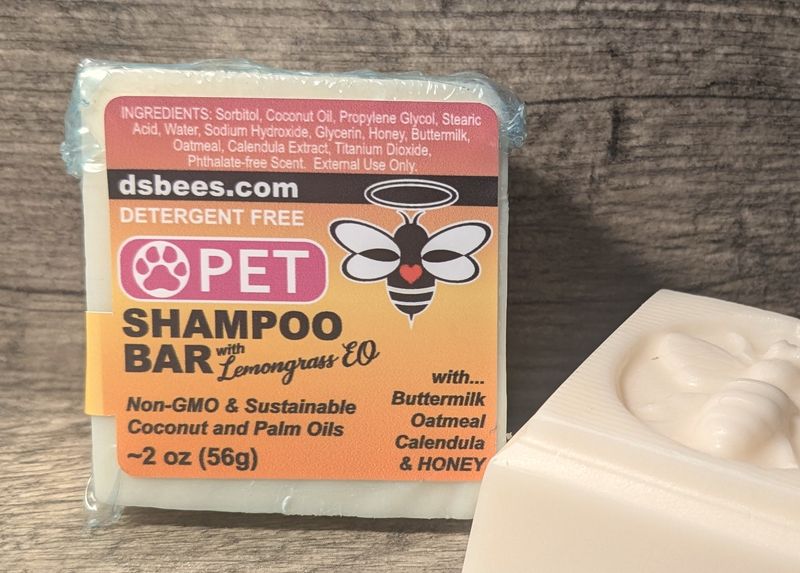 INGREDIENTS: Sorbitol, Coconut Oil, Propylene Glycol, Stearic
Acid, Water, Sodium Hydroxide, Glycerin, Honey, Buttermilk,
Oatmeal, Calendula Extract, Titanium Dioxide,
Phthalate-free Scent. External Use Only.
dsbees.com
DETERGENT FREE
PET
SHAMPOO
BAR with Lemongrass EO
Non-GMO & Sustainable
Coconut and Palm Oils
~2 oz (56g)
with...
Buttermilk
Oatmeal
Calendula
& HONEY